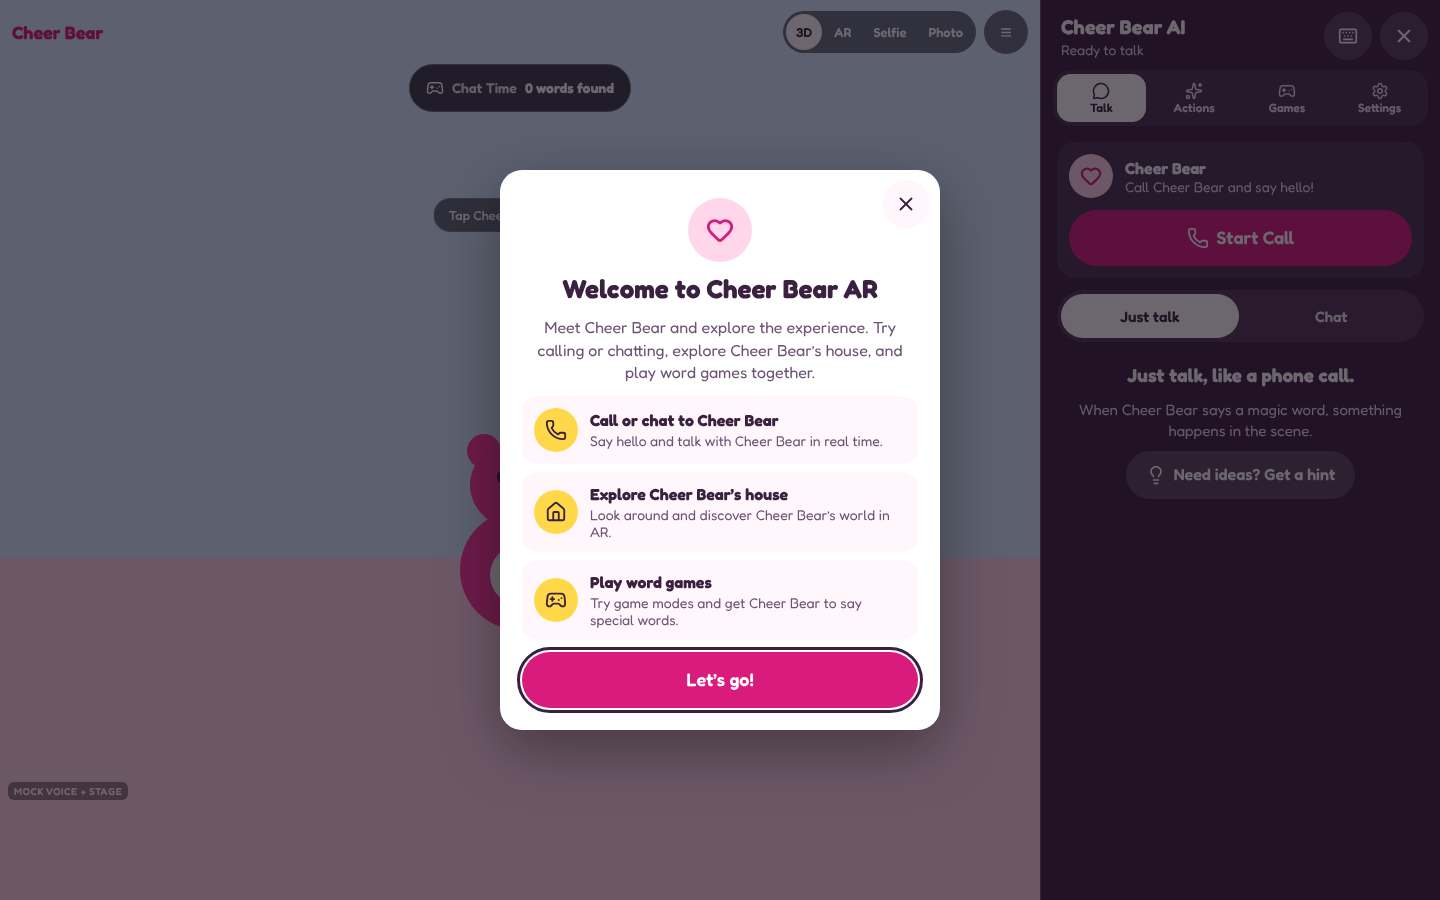 Cheer Bear
3D AR Selfie Photo
Chat Time 0 words found
Tap Chee
MOCK VOICE + STAGE
Welcome to Cheer Bear AR
Meet Cheer Bear and explore the experience. Try
calling or chatting, explore Cheer Bear's house, and
play word games together.
Call or chat to Cheer Bear
Say hello and talk with Cheer Bear in real time.
Explore Cheer Bear's house
Look around and discover Cheer Bear's world in
AR.
Play word games
Try game modes and get Cheer Bear to say
special words.
Let's go!
Cheer Bear AI
Ready to talk
Talk Actions Games Settings
Cheer Bear
Call Cheer Bear and say hello!
Start Call
Just talk Chat
Just talk, like a phone call.
When Cheer Bear says a magic word, something
happens in the scene.
Need ideas? Get a hint